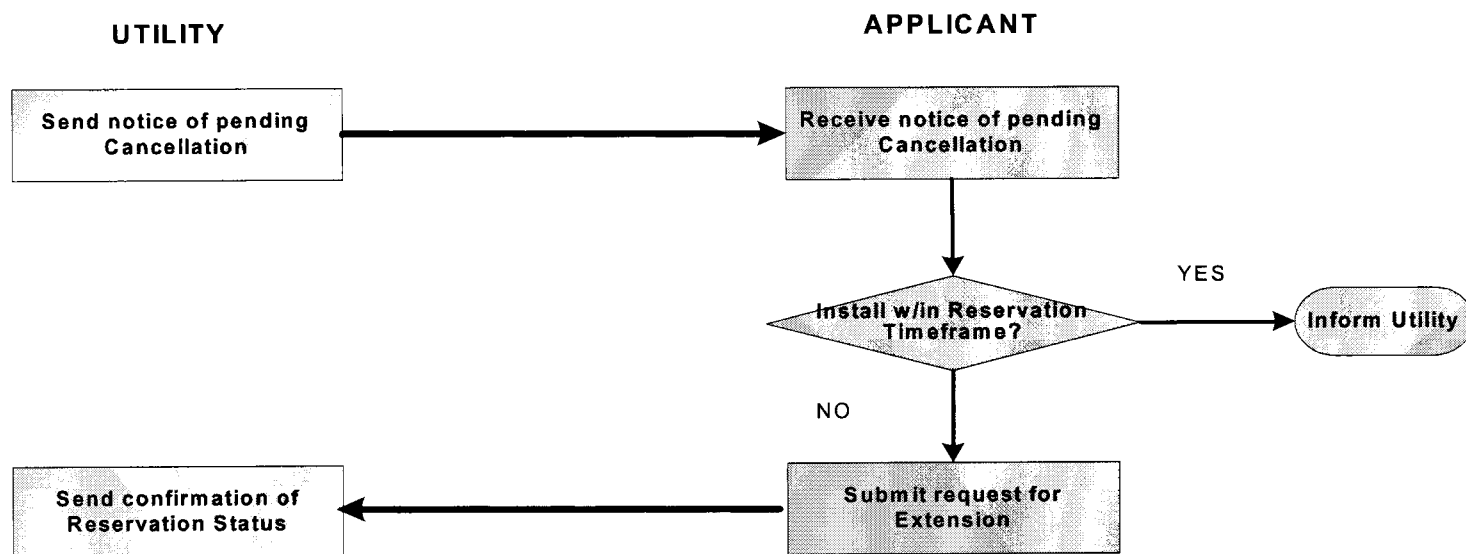 UTILITY
APPLICANT
Send notice of pending
Cancellation
Receive notice of pending
Cancellation
Install w/in Reservation
Timeframe?
YES
Inform Utility
NO
Submit request for
Extension
Send confirmation of
Reservation Status